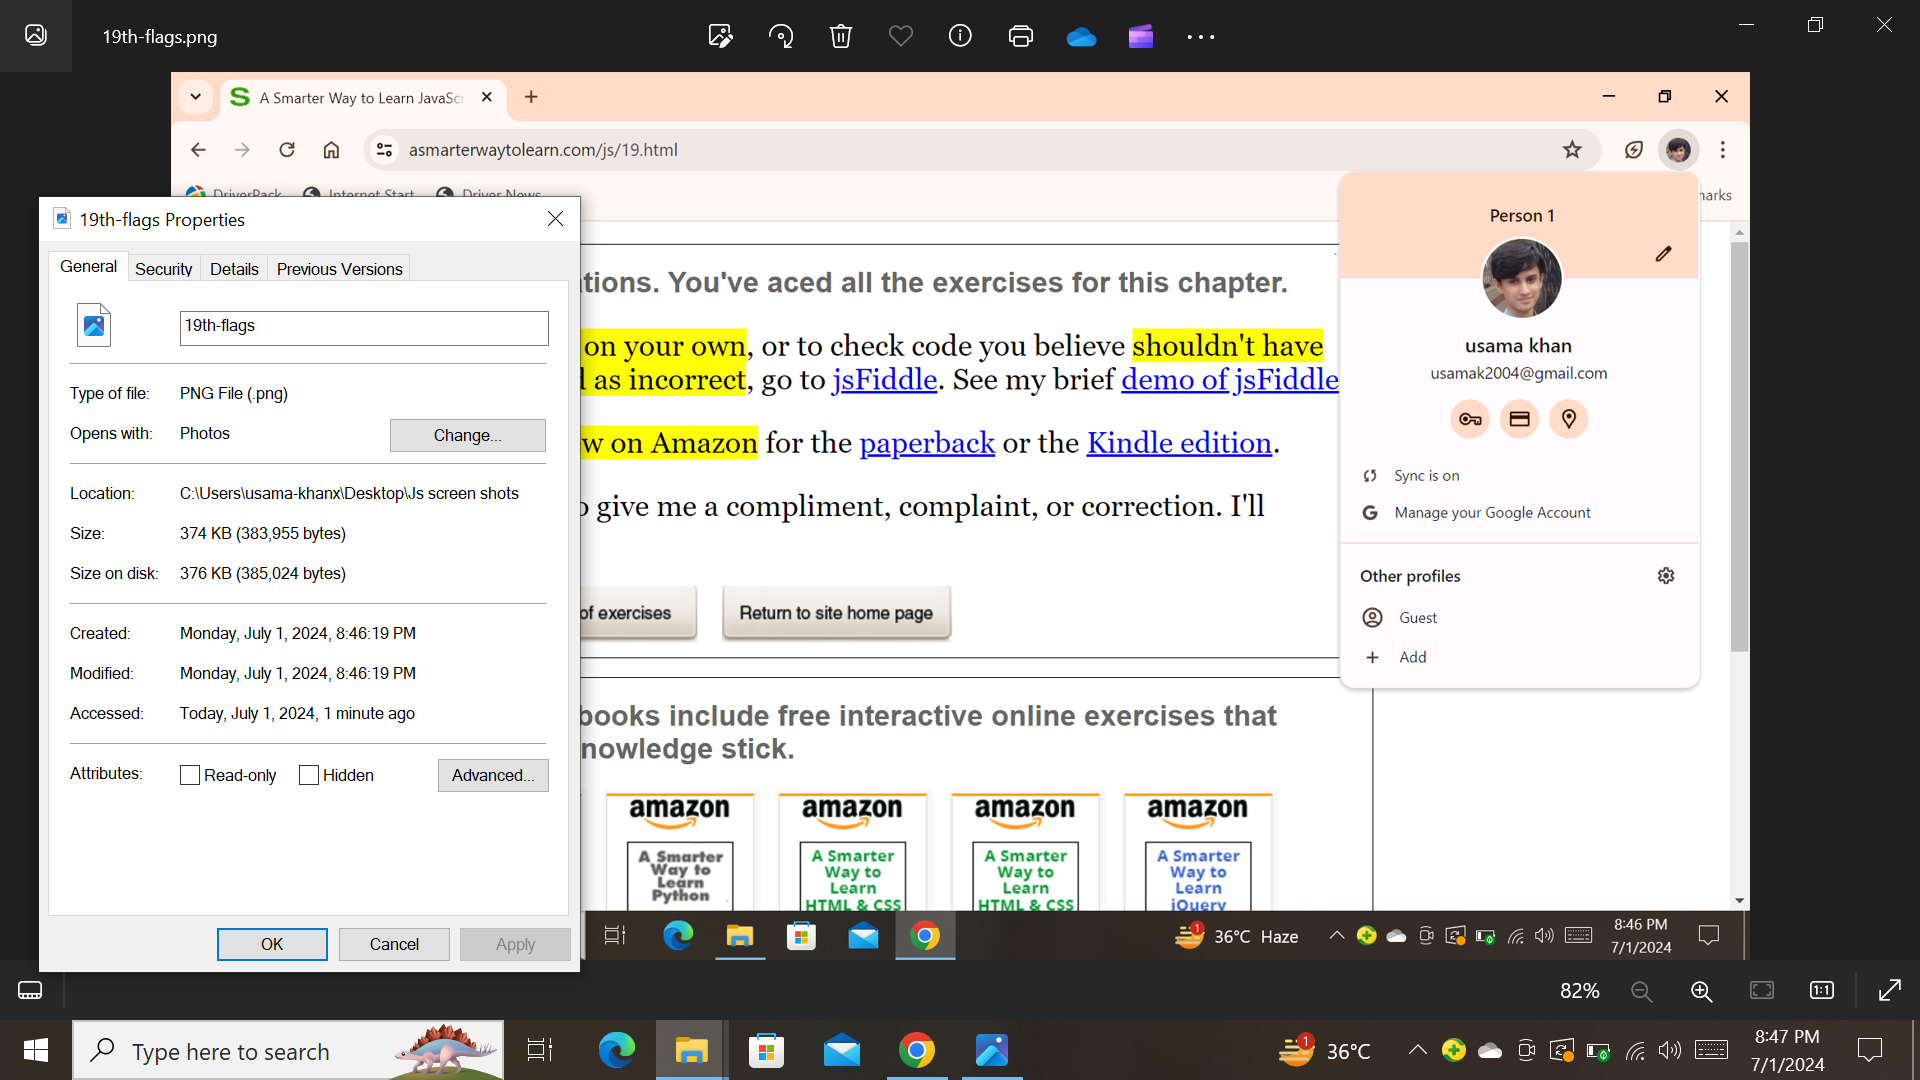 19th-flags.png
A Smarter Way to Learn JavaScr
asmarterwaytolearn.com/js/19.html
DriverPack Internet Start Driver News
arks
19th-flags Properties
General Security Details Previous Versions
19th-flags
Type of file: PNG File (.png)
Opens with: Photos Change...
Location: C:\Users\usama-khanx\Desktop\Js screen shots
Size: 374 KB (383,955 bytes)
Size on disk: 376 KB (385,024 bytes)
Created: Monday, July 1, 2024, 8:46:19 PM
Modified: Monday, July 1, 2024, 8:46:19 PM
Accessed: Today, July 1, 2024, 1 minute ago
Attributes: Read-only Hidden Advanced...
OK Cancel Apply
tions. You've aced all the exercises for this chapter.
on your own, or to check code you believe shouldn't have
d as incorrect, go to jsFiddle. See my brief demo of jsFiddle
w on Amazon for the paperback or the Kindle edition.
o give me a compliment, complaint, or correction. I'll
of exercises Return to site home page
books include free interactive online exercises that
nowledge stick.
amazon amazon amazon amazon
A Smarter Way to Learn Python
A Smarter Way to Learn HTML & CSS
A Smarter Way to Learn HTML & CSS
A Smarter Way to Learn jQuery
Person 1
usama khan
usamak2004@gmail.com
Sync is on
Manage your Google Account
Other profiles
Guest
Add
1 36°C Haze
8:46 PM
7/1/2024
82%
1:1
Type here to search
1 36°C
8:47 PM
7/1/2024